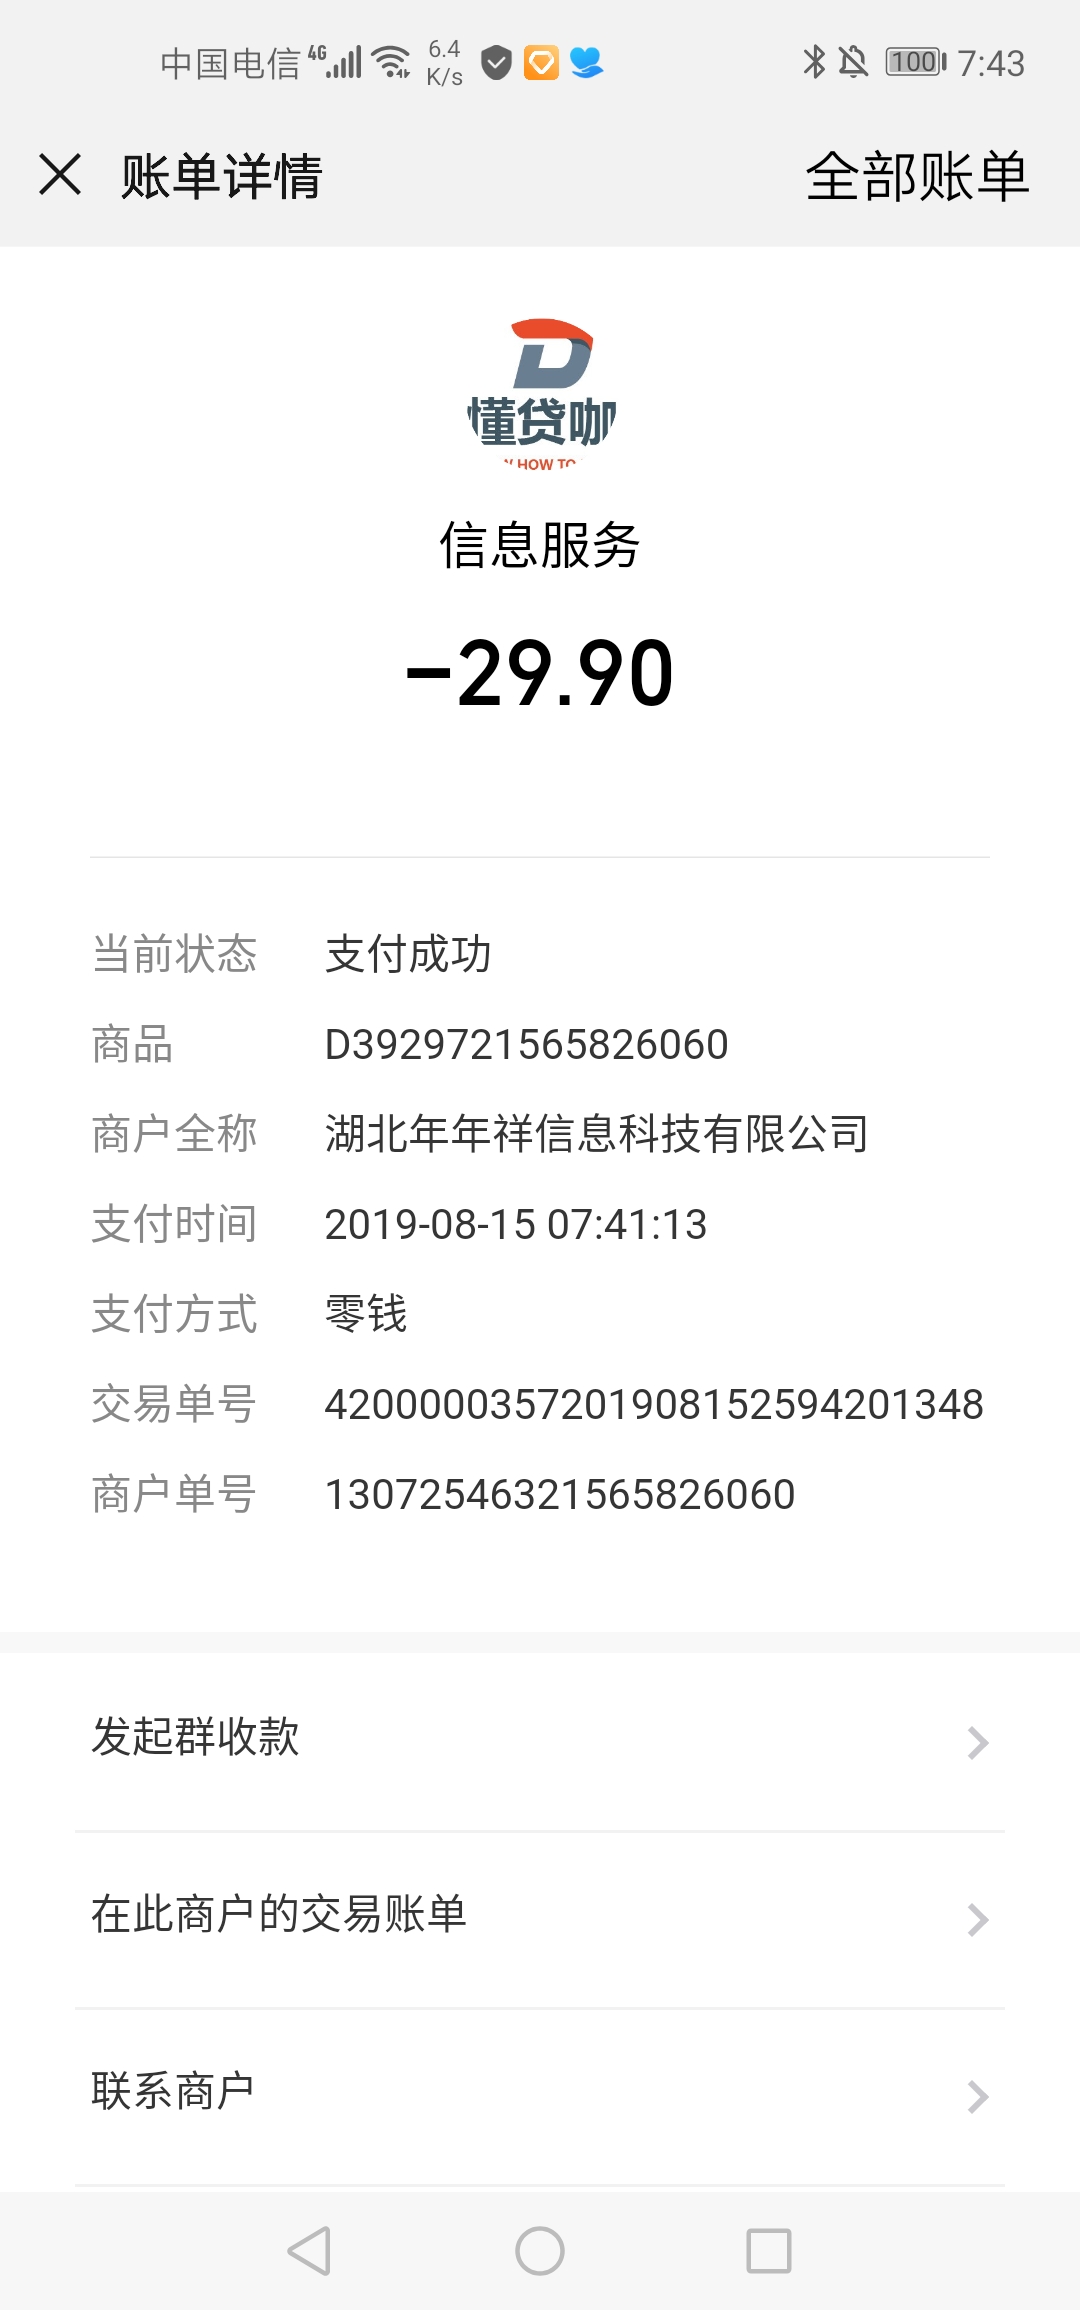 中国电信 4G 6.4 K/s 100 7:43
账单详情 全部账单
懂贷咖
HOW TO
信息服务
-29.90
当前状态 支付成功
商品 D3929721565826060
商户全称 湖北年年祥信息科技有限公司
支付时间 2019-08-15 07:41:13
支付方式 零钱
交易单号 4200000357201908152594201348
商户单号 13072546321565826060
发起群收款
在此商户的交易账单
联系商户